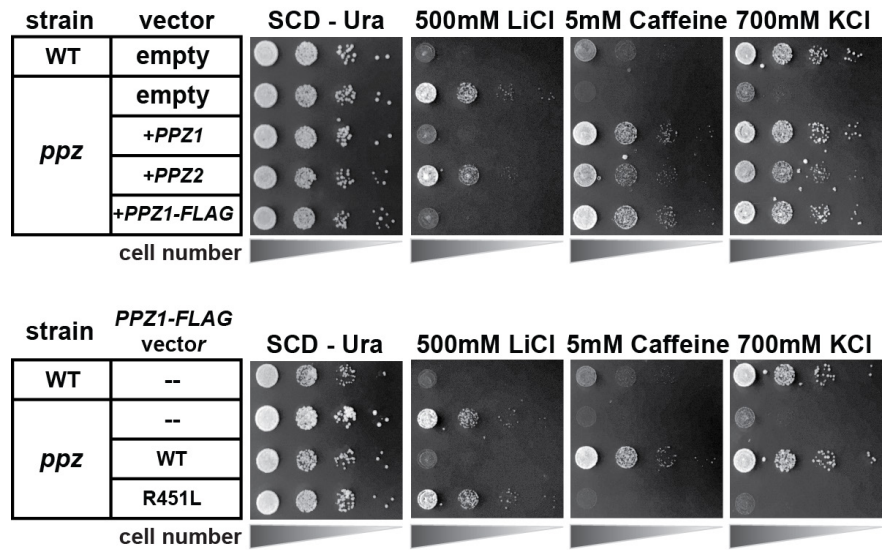 strain vector SCD - Ura 500mM LiCl 5mM Caffeine 700mM KCl
WT empty
empty
+PPZ1
ppz
+PPZ2
+PPZ1-FLAG
cell number
PPZ1-FLAG
strain vector SCD - Ura 500mM LiCl 5mM Caffeine 700mM KCl
WT --
--
ppz WT
R451L
cell number